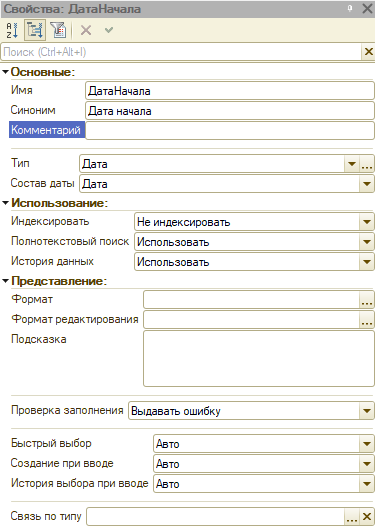 Свойства: ДатаНачала
Поиск (Ctrl+Alt+I)
Основные:
Имя ДатаНачала
Синоним Дата начала
Комментарий
Тип Дата
Состав даты Дата
Использование:
Индексировать Не индексировать
Полнотекстовый поиск Использовать
История данных Использовать
Представление:
Формат
Формат редактирования
Подсказка
Проверка заполнения Выдавать ошибку
Быстрый выбор Авто
Создание при вводе Авто
История выбора при вводе Авто
Связь по типу